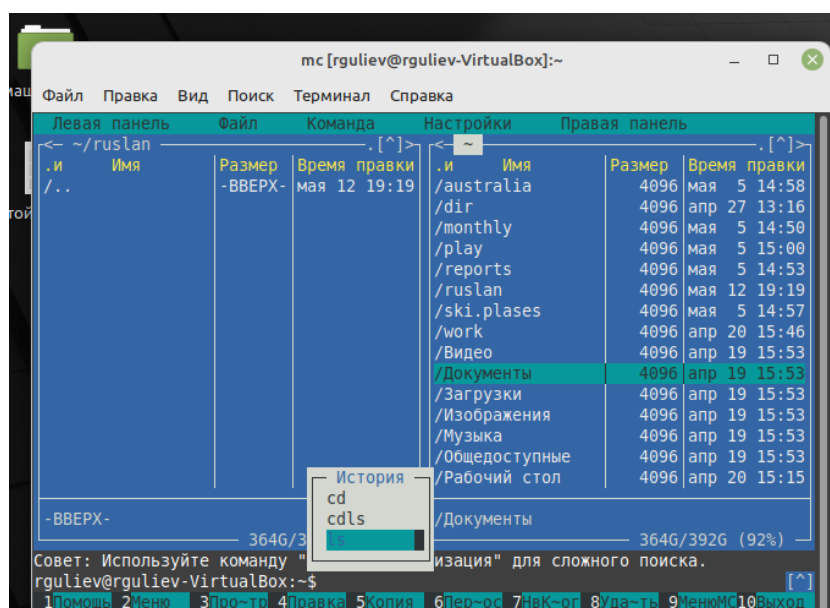 mc [rguliev@rguliev-VirtualBox]:~
Файл Правка Вид Поиск Терминал Справка
Левая панель Файл Команда Настройки Правая панель
<— ~/ruslan .[^]>
.и Имя Размер Время правки
/.. -ВВЕРХ- мая 12 19:19
-ВВЕРХ-
364G/3
<— ~ .[^]>
.и Имя Размер Время правки
/australia 4096 мая 5 14:58
/dir 4096 апр 27 13:16
/monthly 4096 мая 5 14:50
/play 4096 мая 5 15:00
/reports 4096 мая 5 14:53
/ruslan 4096 мая 12 19:19
/ski.plases 4096 мая 5 14:57
/work 4096 апр 20 15:46
/Видео 4096 апр 19 15:53
/Документы 4096 апр 19 15:53
/Загрузки 4096 апр 19 15:53
/Изображения 4096 апр 19 15:53
/Музыка 4096 апр 19 15:53
/Общедоступные 4096 апр 19 15:53
/Рабочий стол 4096 апр 20 15:15
/Документы
364G/392G (92%)
История
cd
cdls
ls
Совет: Используйте команду " изация" для сложного поиска.
rguliev@rguliev-VirtualBox:~$ [^]
1Помощь 2Меню 3Про~тр 4Правка 5Копия 6Пер~ос 7НвК~ог 8Уда~ть 9МенюMC 10Выход